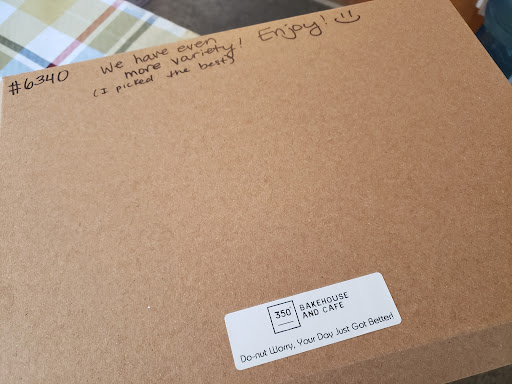 #6340
We have even
more variety! Enjoy! :)
(I picked the best)
350°
BAKEHOUSE
AND CAFE
Do-nut Worry, Your Day Just Got Better!